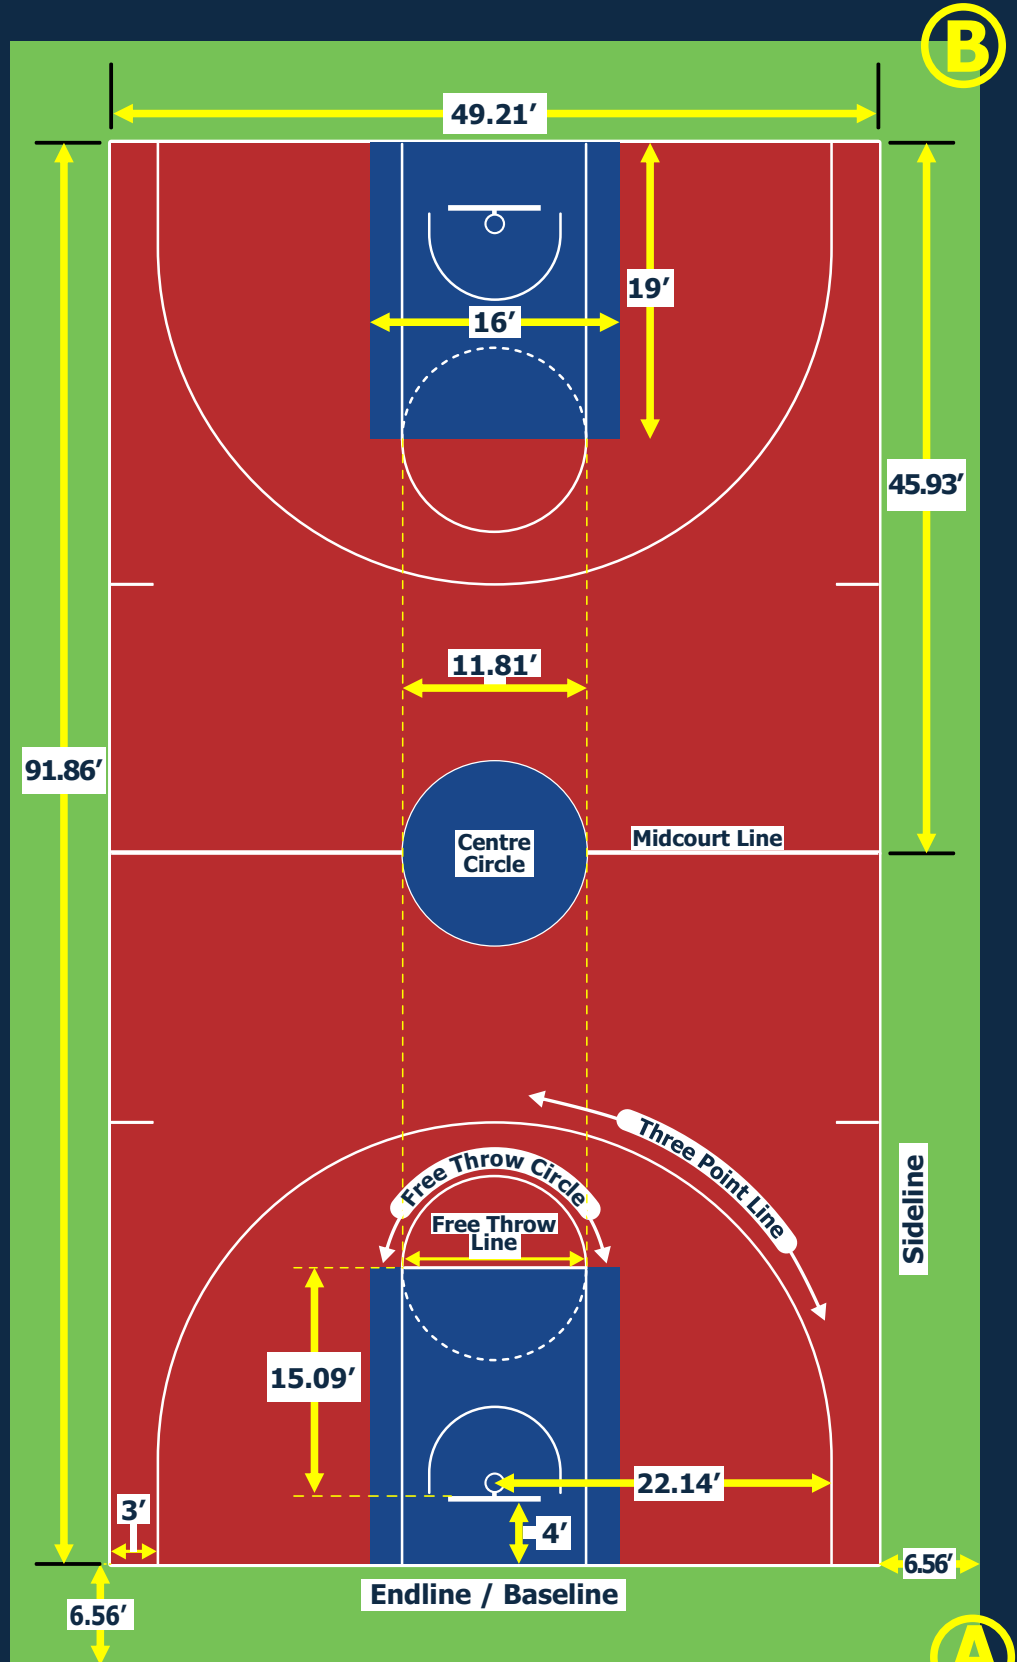 B
49.21’
19’
16’
45.93’
11.81’
91.86’
Centre
Circle
Midcourt Line
Three Point Line
Free Throw Circle
Sideline
Free Throw
Line
15.09’
22.14’
3’
4’
6.56’
Endline / Baseline
6.56’
A